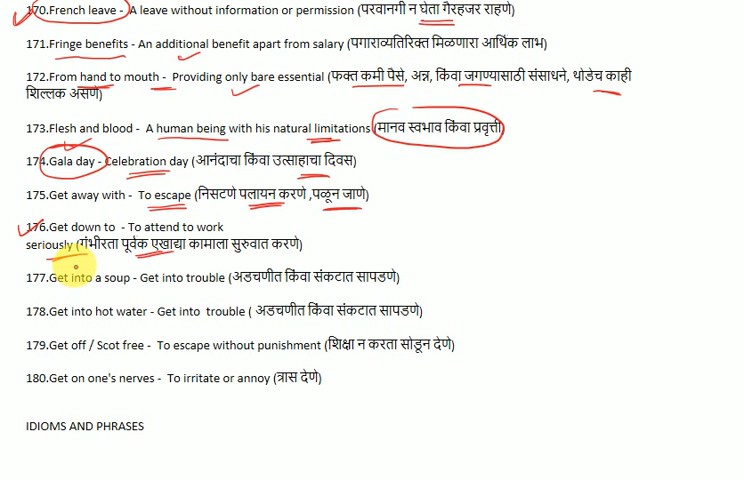 170.French leave - A leave without information or permission (परवानगी न घेता गैरहजर राहणे)
171.Fringe benefits - An additional benefit apart from salary (पगाराव्यतिरिक्त मिळणारा आर्थिक लाभ)
172.From hand to mouth - Providing only bare essential (फक्त कमी पैसे, अन्न, किंवा जगण्यासाठी संसाधने, थोडेच काही
शिल्लक असणे)
173.Flesh and blood - A human being with his natural limitations (मानव स्वभाव किंवा प्रवृत्ती
174.Gala day - Celebration day (आनंदाचा किंवा उत्साहाचा दिवस)
175.Get away with - To escape (निसटणे पलायन करणे ,पळून जाणे)
176.Get down to - To attend to work
seriously (गंभीरता पूर्वक एखाद्या कामाला सुरुवात करणे)
177.Get into a soup - Get into trouble (अडचणीत किंवा संकटात सापडणे)
178.Get into hot water - Get into trouble ( अडचणीत किंवा संकटात सापडणे)
179.Get off / Scot free - To escape without punishment (शिक्षा न करता सोडून देणे)
180.Get on one's nerves - To irritate or annoy (त्रास देणे)
IDIOMS AND PHRASES